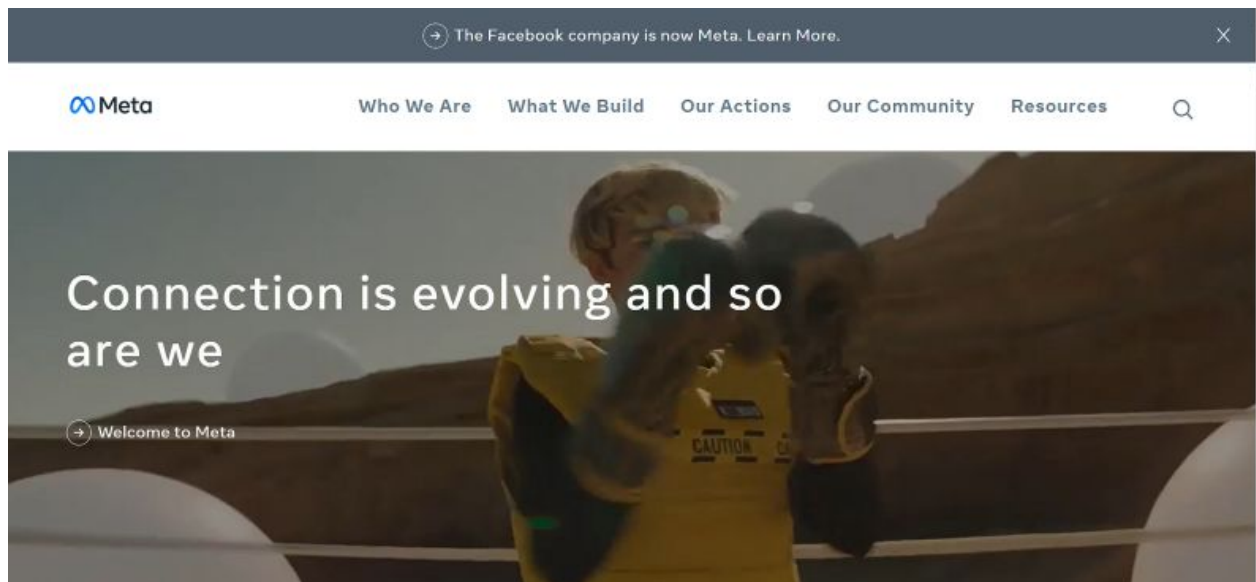 The Facebook company is now Meta. Learn More.
Meta
Who We Are What We Build Our Actions Our Community Resources
Connection is evolving and so
are we
Welcome to Meta
CAUTION